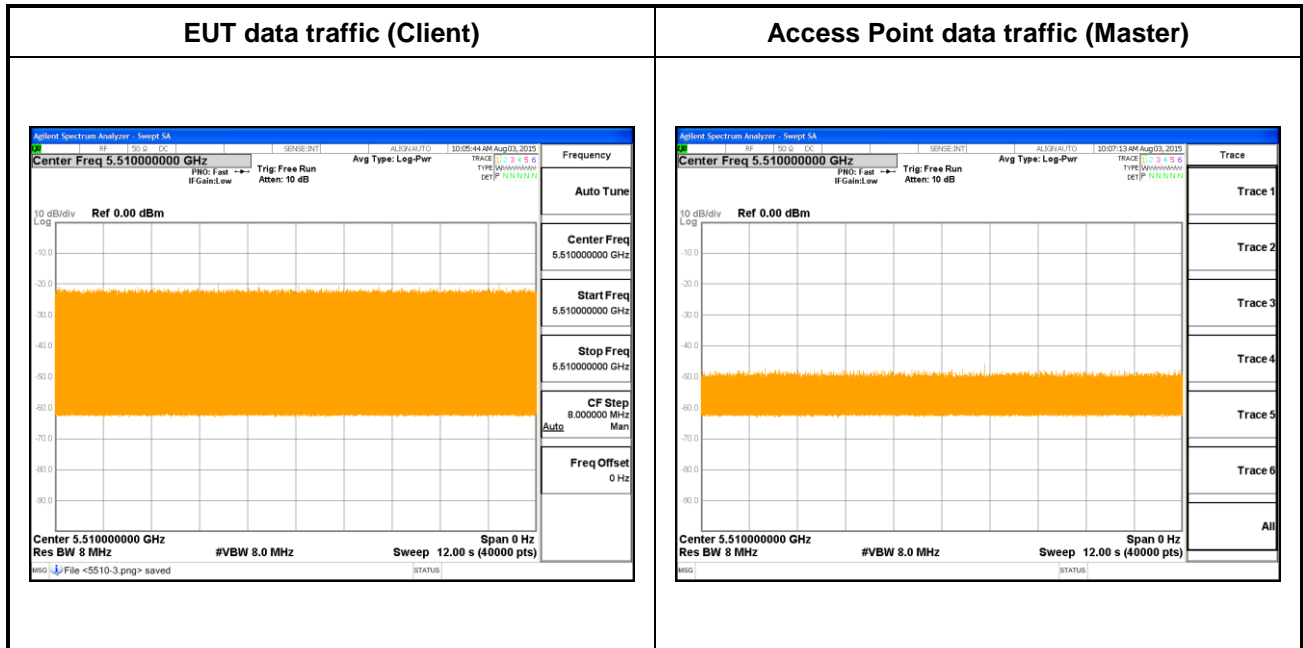 EUT data traffic (Client)
Access Point data traffic (Master)
Agilent Spectrum Analyzer - Swept SA
RF 50 Ω DC SENSE:INT ALIGN AUTO 10:05:44 AM Aug 03, 2015
Center Freq 5.510000000 GHz
PNO: Fast
IFGain:Low
Trig: Free Run
Atten: 10 dB
Avg Type: Log-Pwr
TRACE 1 2 3 4 5 6
TYPE
DET P N N N N N
10 dB/div Ref 0.00 dBm
Log
-10.0
-20.0
-30.0
-40.0
-50.0
-60.0
-70.0
-80.0
-90.0
Center 5.510000000 GHz Span 0 Hz
Res BW 8 MHz #VBW 8.0 MHz Sweep 12.00 s (40000 pts)
MSG File <5510-3.png> saved STATUS
Frequency
Auto Tune
Center Freq
5.510000000 GHz
Start Freq
5.510000000 GHz
Stop Freq
5.510000000 GHz
CF Step
8.000000 MHz
Auto Man
Freq Offset
0 Hz
Agilent Spectrum Analyzer - Swept SA
RF 50 Ω DC SENSE:INT ALIGN AUTO 10:07:13 AM Aug 03, 2015
Center Freq 5.510000000 GHz
PNO: Fast
IFGain:Low
Trig: Free Run
Atten: 10 dB
Avg Type: Log-Pwr
TRACE 1 2 3 4 5 6
TYPE
DET P N N N N N
10 dB/div Ref 0.00 dBm
Log
-10.0
-20.0
-30.0
-40.0
-50.0
-60.0
-70.0
-80.0
-90.0
Center 5.510000000 GHz Span 0 Hz
Res BW 8 MHz #VBW 8.0 MHz Sweep 12.00 s (40000 pts)
MSG STATUS
Trace
Trace 1
Trace 2
Trace 3
Trace 4
Trace 5
Trace 6
All